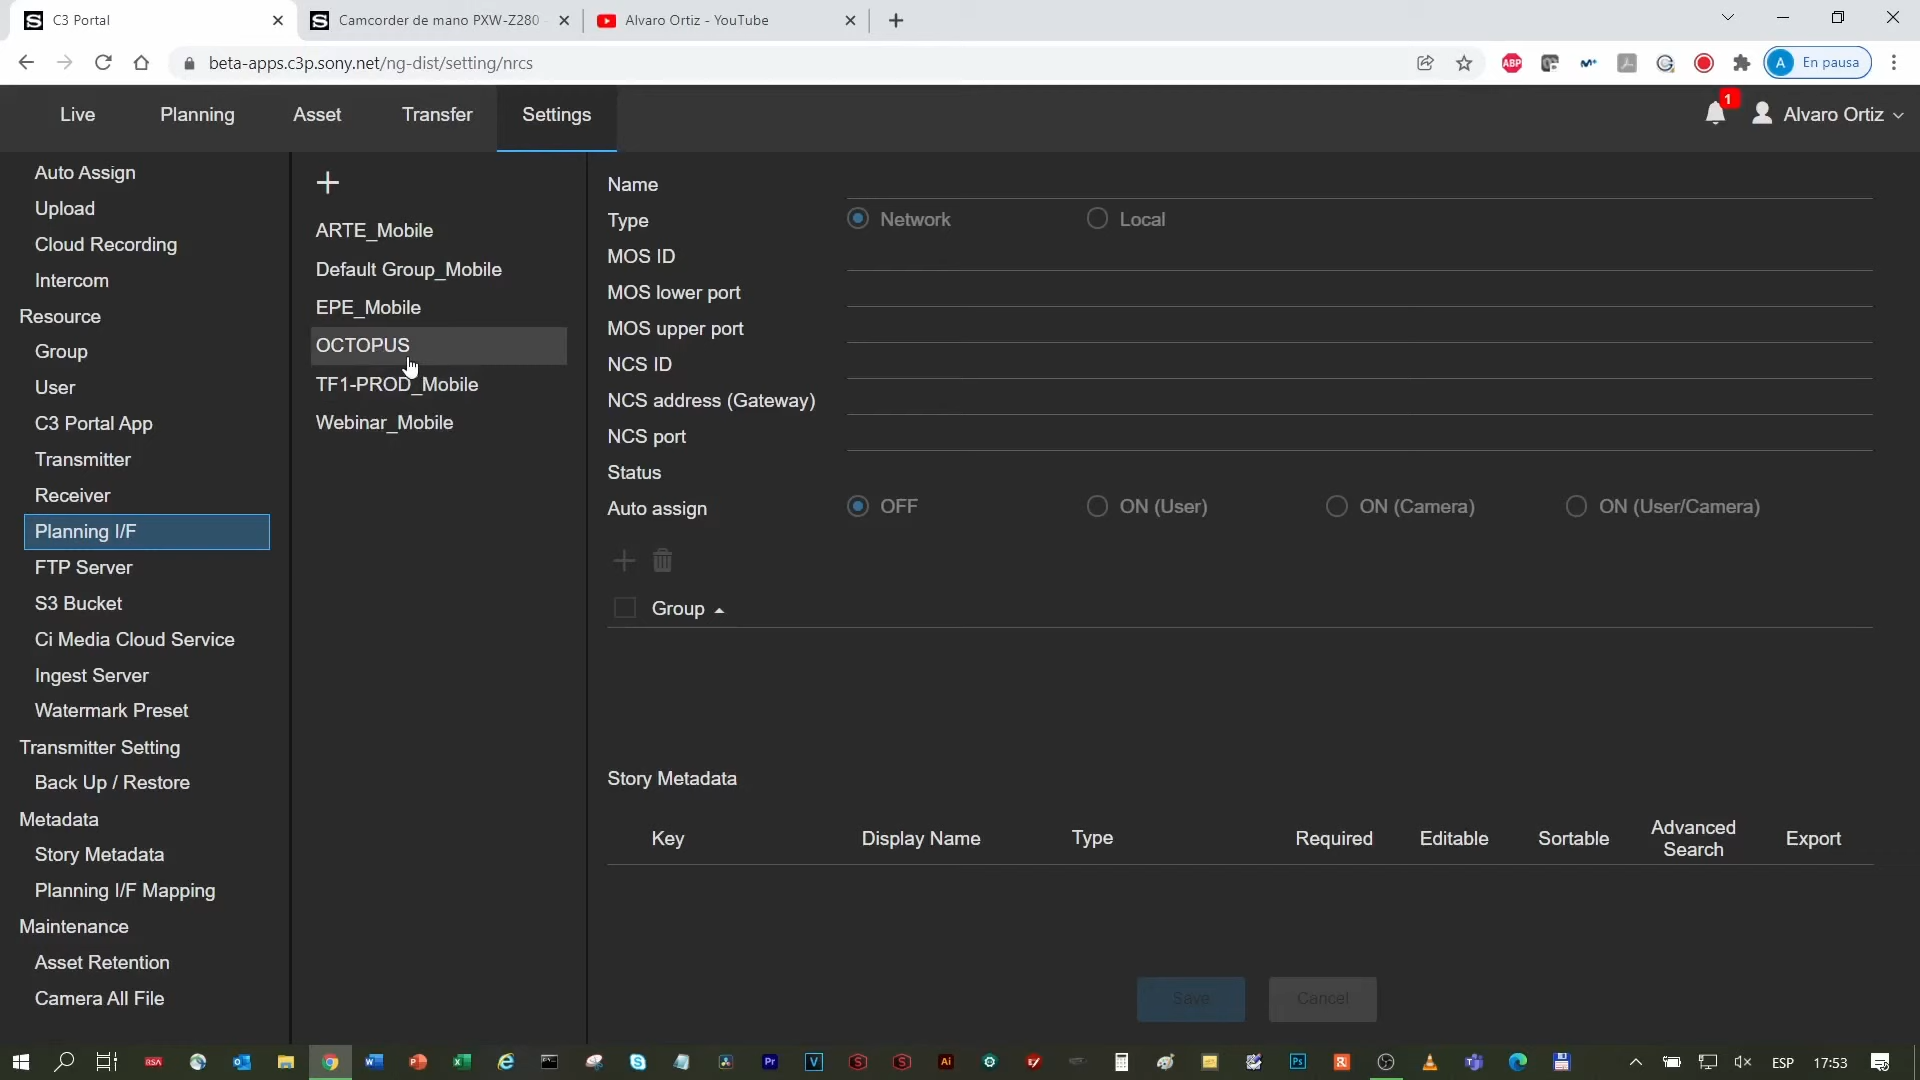 C3 Portal
Camcorder de mano PXW-Z280
Alvaro Ortiz - YouTube
beta-apps.c3p.sony.net/ng-dist/setting/nrcs
ABP
A En pausa
Live Planning Asset Transfer Settings
1
Alvaro Ortiz
Auto Assign
Upload
Cloud Recording
Intercom
Resource
Group
User
C3 Portal App
Transmitter
Receiver
Planning I/F
FTP Server
S3 Bucket
Ci Media Cloud Service
Ingest Server
Watermark Preset
Transmitter Setting
Back Up / Restore
Metadata
Story Metadata
Planning I/F Mapping
Maintenance
Asset Retention
Camera All File
ARTE_Mobile
Default Group_Mobile
EPE_Mobile
OCTOPUS
TF1-PROD_Mobile
Webinar_Mobile
Name
Type Network Local
MOS ID
MOS lower port
MOS upper port
NCS ID
NCS address (Gateway)
NCS port
Status
Auto assign OFF ON (User) ON (Camera) ON (User/Camera)
Group
Story Metadata
Key Display Name Type Required Editable Sortable Advanced Search Export
Save Cancel
ESP 17:53